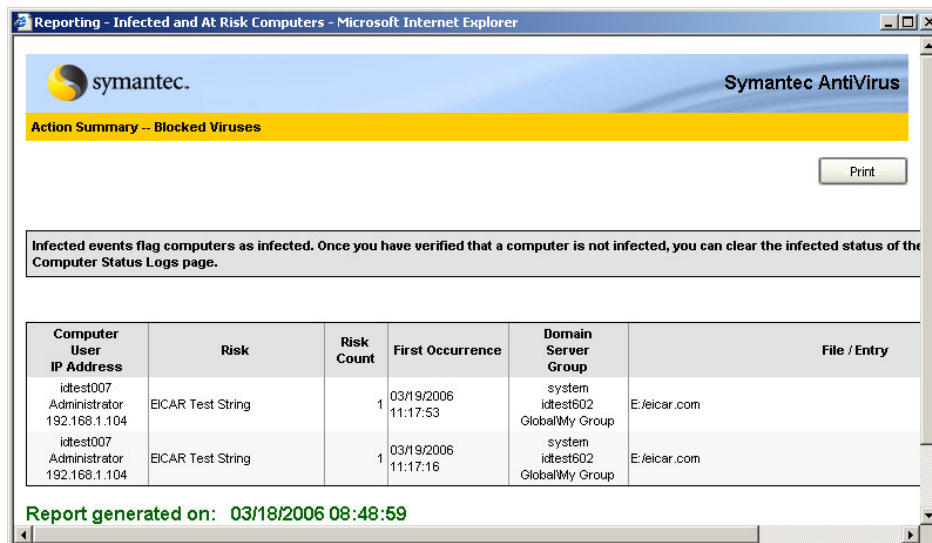 Reporting - Infected and At Risk Computers - Microsoft Internet Explorer
symantec.
Symantec AntiVirus
Action Summary -- Blocked Viruses
Print
Infected events flag computers as infected. Once you have verified that a computer is not infected, you can clear the infected status of the
Computer Status Logs page.
Computer
User
IP Address
Risk
Risk
Count
First Occurrence
Domain
Server
Group
File / Entry
idtest007
Administrator
192.168.1.104
EICAR Test String
1
03/19/2006
11:17:53
system
idtest602
Global\My Group
E:/eicar.com
idtest007
Administrator
192.168.1.104
EICAR Test String
1
03/19/2006
11:17:16
system
idtest602
Global\My Group
E:/eicar.com
Report generated on: 03/18/2006 08:48:59